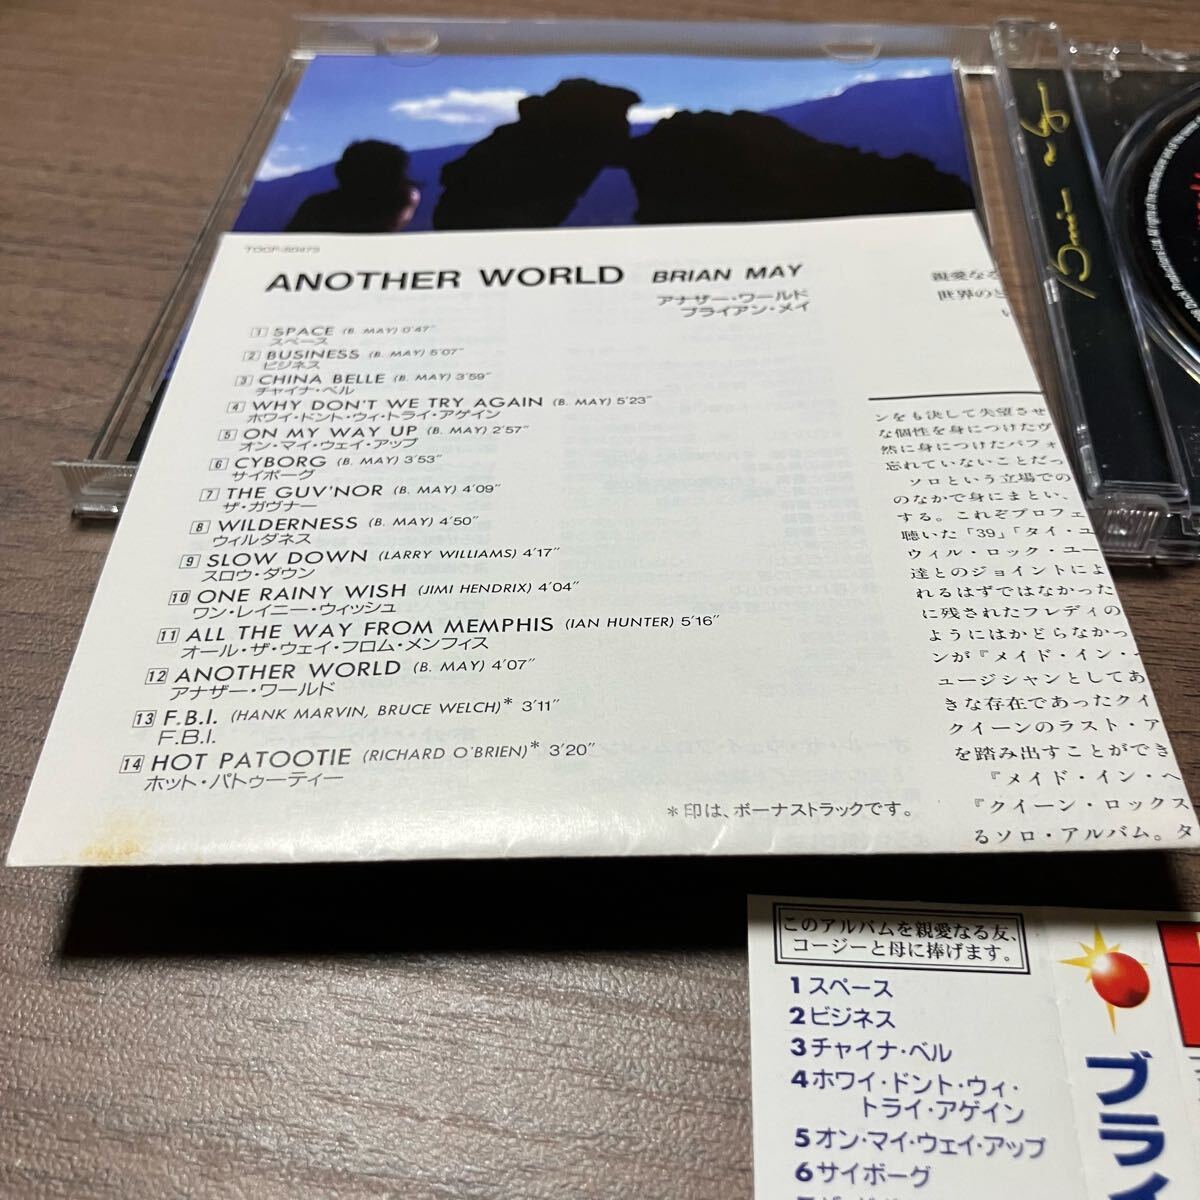 ANOTHER WORLD BRIAN MAY
アナザー・ワールド
ブライアン・メイ
1 SPACE (B. MAY) 0'47"
スペース
2 BUSINESS (B. MAY) 5'07"
ビジネス
3 CHINA BELLE (B. MAY) 3'59"
チャイナ・ベル
4 WHY DON'T WE TRY AGAIN (B. MAY) 5'23"
ホワイ・ドント・ウィ・トライ・アゲイン
5 ON MY WAY UP (B. MAY) 2'57"
オン・マイ・ウェイ・アップ
6 CYBORG (B. MAY) 3'53"
サイボーグ
7 THE GUV'NOR (B. MAY) 4'09"
ザ・ガヴナー
8 WILDERNESS (B. MAY) 4'50"
ウィルダネス
9 SLOW DOWN (LARRY WILLIAMS) 4'17"
スロウ・ダウン
10 ONE RAINY WISH (JIMI HENDRIX) 4'04"
ワン・レイニー・ウィッシュ
11 ALL THE WAY FROM MEMPHIS (IAN HUNTER) 5'16"
オール・ザ・ウェイ・フロム・メンフィス
12 ANOTHER WORLD (B. MAY) 4'07"
アナザー・ワールド
13 F.B.I. (HANK MARVIN, BRUCE WELCH)* 3'11"
F.B.I.
14 HOT PATOOTIE (RICHARD O'BRIEN)* 3'20"
ホット・パトゥーティー
*印は、ボーナストラックです。
親愛なる
世界のと
い
ンをも決して失望させ
な個性を身につけたヴ
然に身につけたパフォ
忘れていないことだっ
ソロという立場での
のなかで身にまとい、
する。これぞプロフェ
聴いた「39」「タイ・ユ
ウィル・ロック・ユー
達とのジョイントによ
れるはずではなかった
に残されたフレディの
ようにはかどらなかっ
ンが『メイド・イン・
ュージシャンとしてあ
きな存在であったクイ
クイーンのラスト・ア
を踏み出すことができ
『メイド・イン・ヘ
『クイーン・ロックス
るソロ・アルバム。タ
このアルバムを親愛なる友、
コージーと母に捧げます。
1 スペース
2 ビジネス
3 チャイナ・ベル
4 ホワイ・ドント・ウィ・
トライ・アゲイン
5 オン・マイ・ウェイ・アップ
6 サイボーグ
ブライ